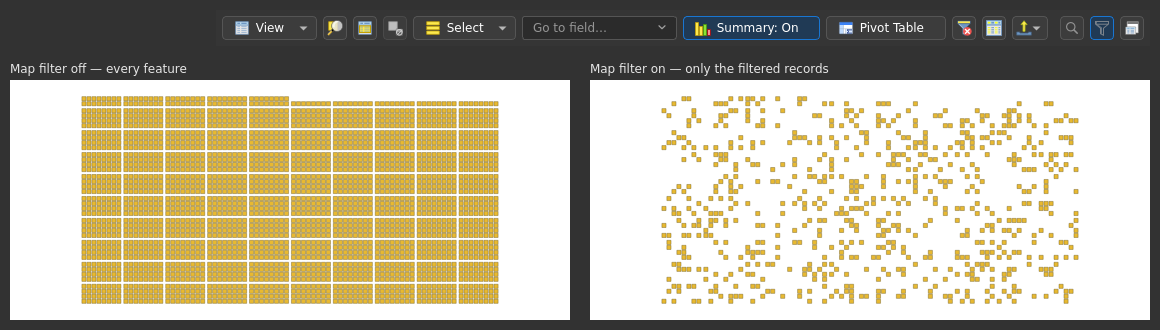 View
Select
Go to field...
Summary: On
Pivot Table
Map filter off — every feature
Map filter on — only the filtered records